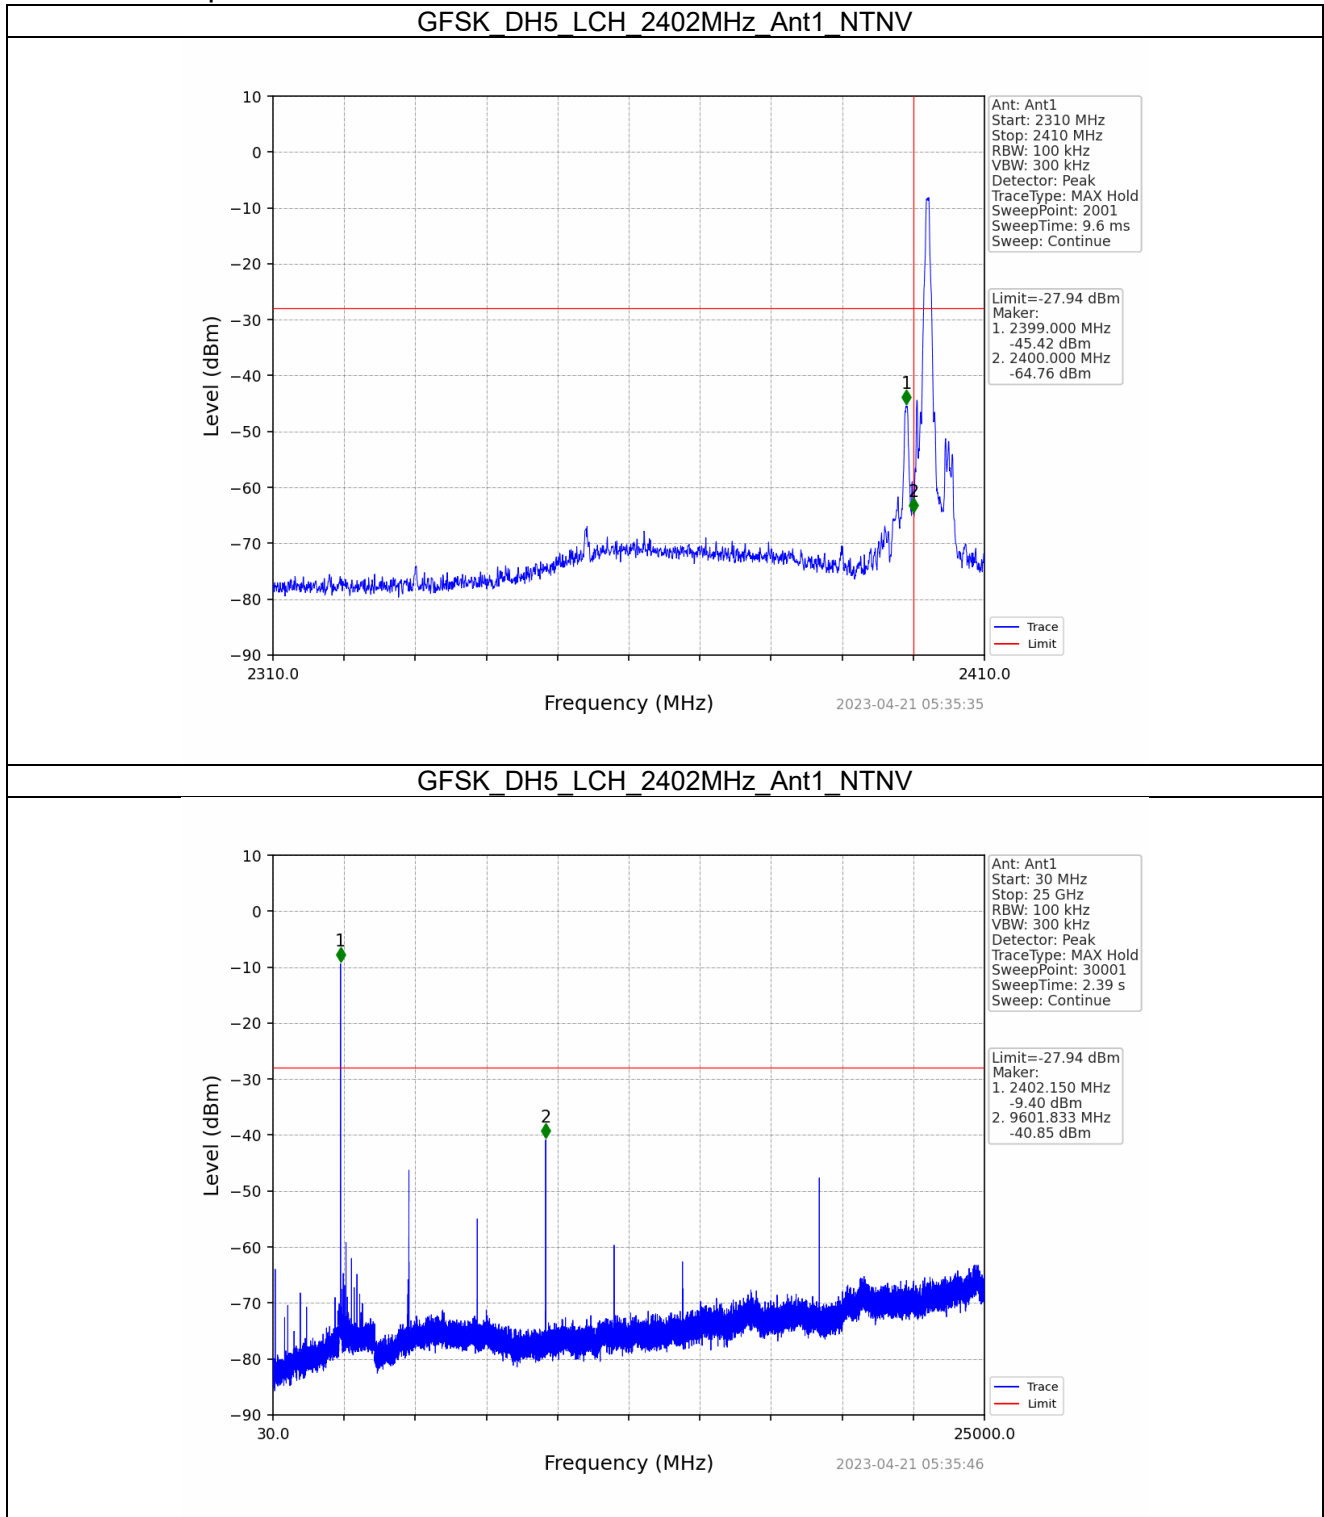 GFSK_DH5_LCH_2402MHz_Ant1_NTNV
10
0
−10
−20
−30
−40
−50
−60
−70
−80
−90
Level (dBm)
1
2
2310.0
2410.0
Frequency (MHz)
2023-04-21 05:35:35
Ant: Ant1
Start: 2310 MHz
Stop: 2410 MHz
RBW: 100 kHz
VBW: 300 kHz
Detector: Peak
TraceType: MAX Hold
SweepPoint: 2001
SweepTime: 9.6 ms
Sweep: Continue
Limit=-27.94 dBm
Maker:
1. 2399.000 MHz
-45.42 dBm
2. 2400.000 MHz
-64.76 dBm
Trace
Limit
GFSK_DH5_LCH_2402MHz_Ant1_NTNV
10
0
−10
−20
−30
−40
−50
−60
−70
−80
−90
Level (dBm)
1
2
30.0
25000.0
Frequency (MHz)
2023-04-21 05:35:46
Ant: Ant1
Start: 30 MHz
Stop: 25 GHz
RBW: 100 kHz
VBW: 300 kHz
Detector: Peak
TraceType: MAX Hold
SweepPoint: 30001
SweepTime: 2.39 s
Sweep: Continue
Limit=-27.94 dBm
Maker:
1. 2402.150 MHz
-9.40 dBm
2. 9601.833 MHz
-40.85 dBm
Trace
Limit